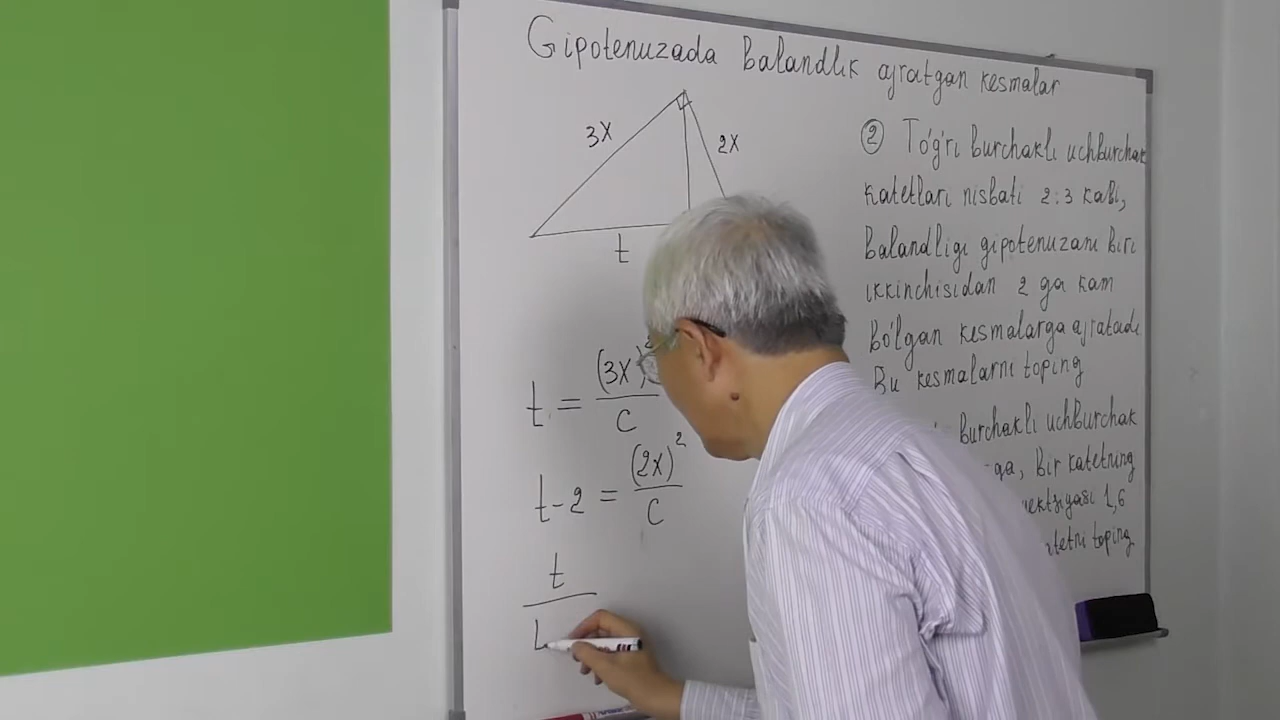 Gipotenuzada balandlik ajratgan kesmalar
3x
2x
t
t = (3x)² / c
t-2 = (2x)² / c
t
② To'g'ri burchakli uchburchak
katetlari nisbati 2:3 kabi,
balandligi gipotenuzani biri
ikkinchisidan 2 ga kam
bo'lgan kesmalarga ajratadi
Bu kesmalarni toping
burchakli uchburchak
ga, bir katetning
1,6
toping